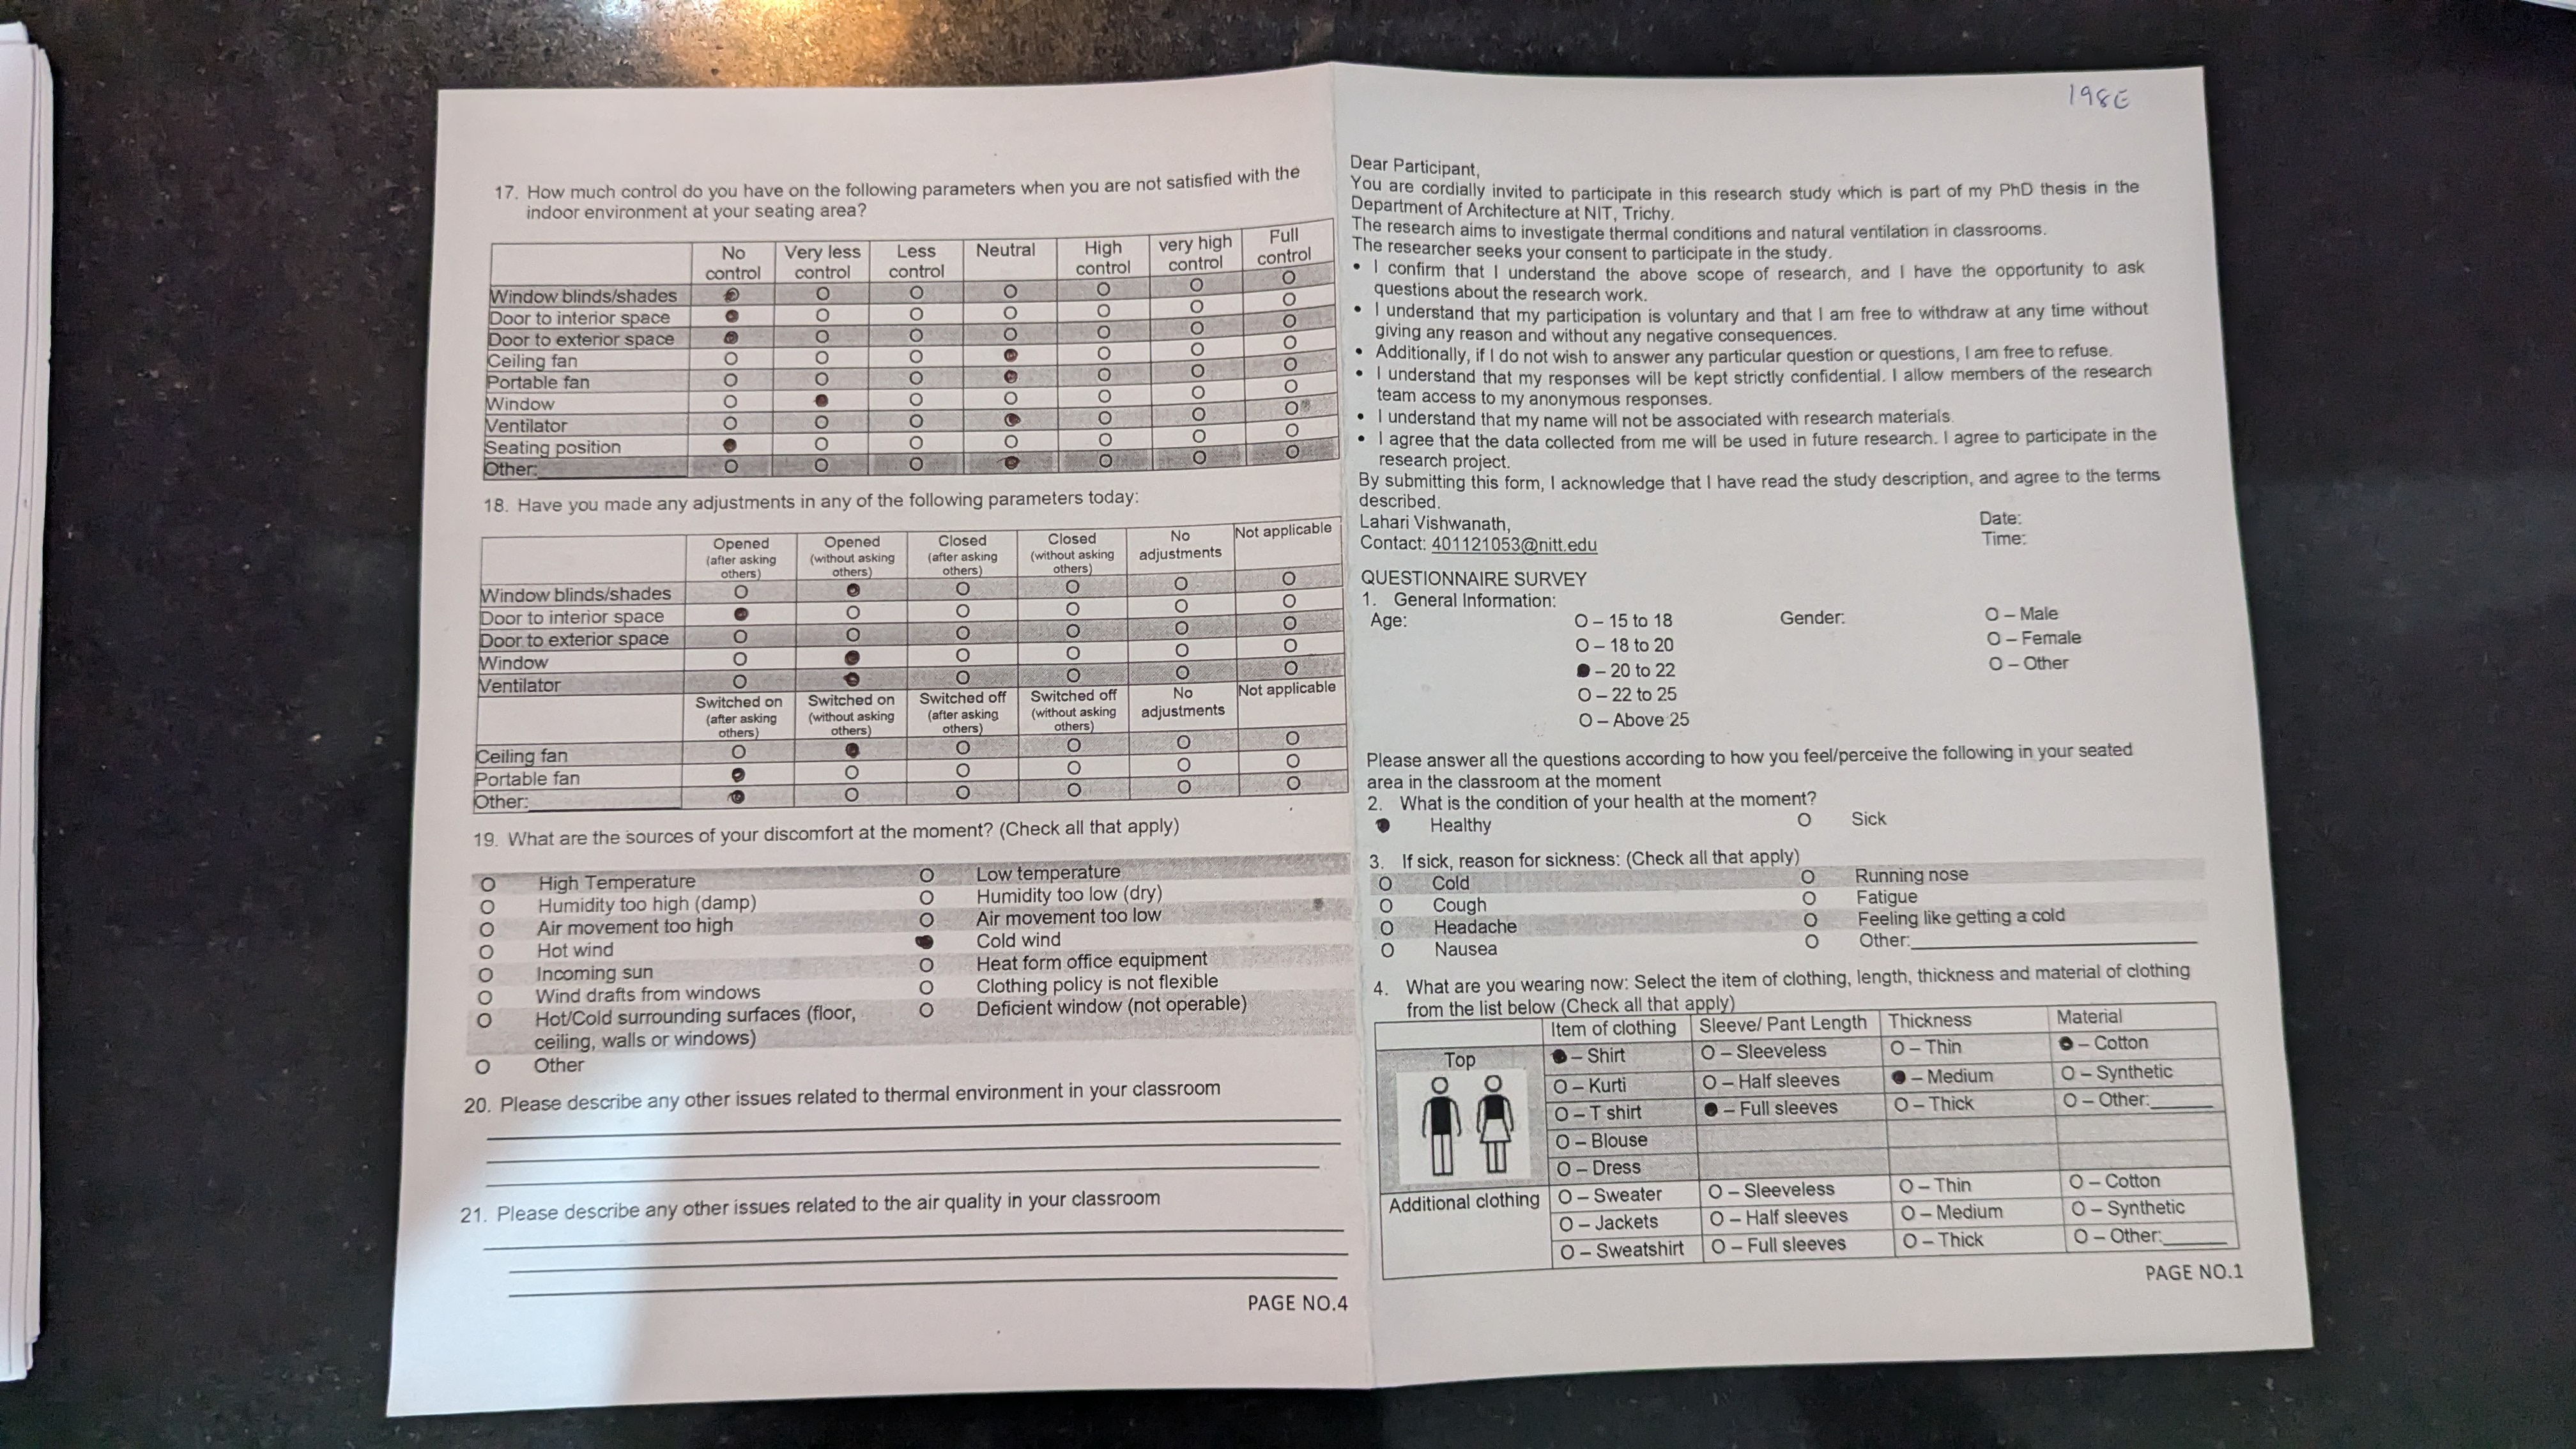 17. How much control do you have on the following parameters when you are not satisfied with the
indoor environment at your seating area?
No control Very less control Less control Neutral High control very high control Full control
Window blinds/shades ● O O O O O O
Door to interior space ● O O O O O O
Door to exterior space ● O O O O O O
Ceiling fan O O O ● O O O
Portable fan O O O ● O O O
Window O ● O O O O O
Ventilator O O O ● O O O
Seating position ● O O O O O O
Other:______ O O O ● O O O
18. Have you made any adjustments in any of the following parameters today:
Opened (after asking others) Opened (without asking others) Closed (after asking others) Closed (without asking others) No adjustments Not applicable
Window blinds/shades O ● O O O O
Door to interior space ● O O O O O
Door to exterior space O O O O O O
Window O ● O O O O
Ventilator O ● O O O O
Switched on (after asking others) Switched on (without asking others) Switched off (after asking others) Switched off (without asking others) No adjustments Not applicable
Ceiling fan O ● O O O O
Portable fan ● O O O O O
Other:______ ● O O O O O
19. What are the sources of your discomfort at the moment? (Check all that apply)
O High Temperature O Low temperature
O Humidity too high (damp) O Humidity too low (dry)
O Air movement too high O Air movement too low
O Hot wind ● Cold wind
O Incoming sun O Heat form office equipment
O Wind drafts from windows O Clothing policy is not flexible
O Hot/Cold surrounding surfaces (floor, O Deficient window (not operable)
ceiling, walls or windows)
O Other
20. Please describe any other issues related to thermal environment in your classroom
21. Please describe any other issues related to the air quality in your classroom
PAGE NO.4
198E
Dear Participant,
You are cordially invited to participate in this research study which is part of my PhD thesis in the
Department of Architecture at NIT, Trichy.
The research aims to investigate thermal conditions and natural ventilation in classrooms.
The researcher seeks your consent to participate in the study.
• I confirm that I understand the above scope of research, and I have the opportunity to ask
questions about the research work.
• I understand that my participation is voluntary and that I am free to withdraw at any time without
giving any reason and without any negative consequences.
• Additionally, if I do not wish to answer any particular question or questions, I am free to refuse.
• I understand that my responses will be kept strictly confidential. I allow members of the research
team access to my anonymous responses.
• I understand that my name will not be associated with research materials.
• I agree that the data collected from me will be used in future research. I agree to participate in the
research project.
By submitting this form, I acknowledge that I have read the study description, and agree to the terms
described.
Lahari Vishwanath, Date:
Contact: 401121053@nitt.edu Time:
QUESTIONNAIRE SURVEY
1. General Information:
Age: O – 15 to 18 Gender: O – Male
O – 18 to 20 O – Female
● – 20 to 22 O – Other
O – 22 to 25
O – Above 25
Please answer all the questions according to how you feel/perceive the following in your seated
area in the classroom at the moment
2. What is the condition of your health at the moment?
● Healthy O Sick
3. If sick, reason for sickness: (Check all that apply)
O Cold O Running nose
O Cough O Fatigue
O Headache O Feeling like getting a cold
O Nausea O Other:______
4. What are you wearing now: Select the item of clothing, length, thickness and material of clothing
from the list below (Check all that apply)
Item of clothing Sleeve/ Pant Length Thickness Material
Top ● – Shirt O – Sleeveless O – Thin ● – Cotton
O – Kurti O – Half sleeves ● – Medium O – Synthetic
O – T shirt ● – Full sleeves O – Thick O – Other:______
O – Blouse
O – Dress
Additional clothing O – Sweater O – Sleeveless O – Thin O – Cotton
O – Jackets O – Half sleeves O – Medium O – Synthetic
O – Sweatshirt O – Full sleeves O – Thick O – Other:______
PAGE NO.1